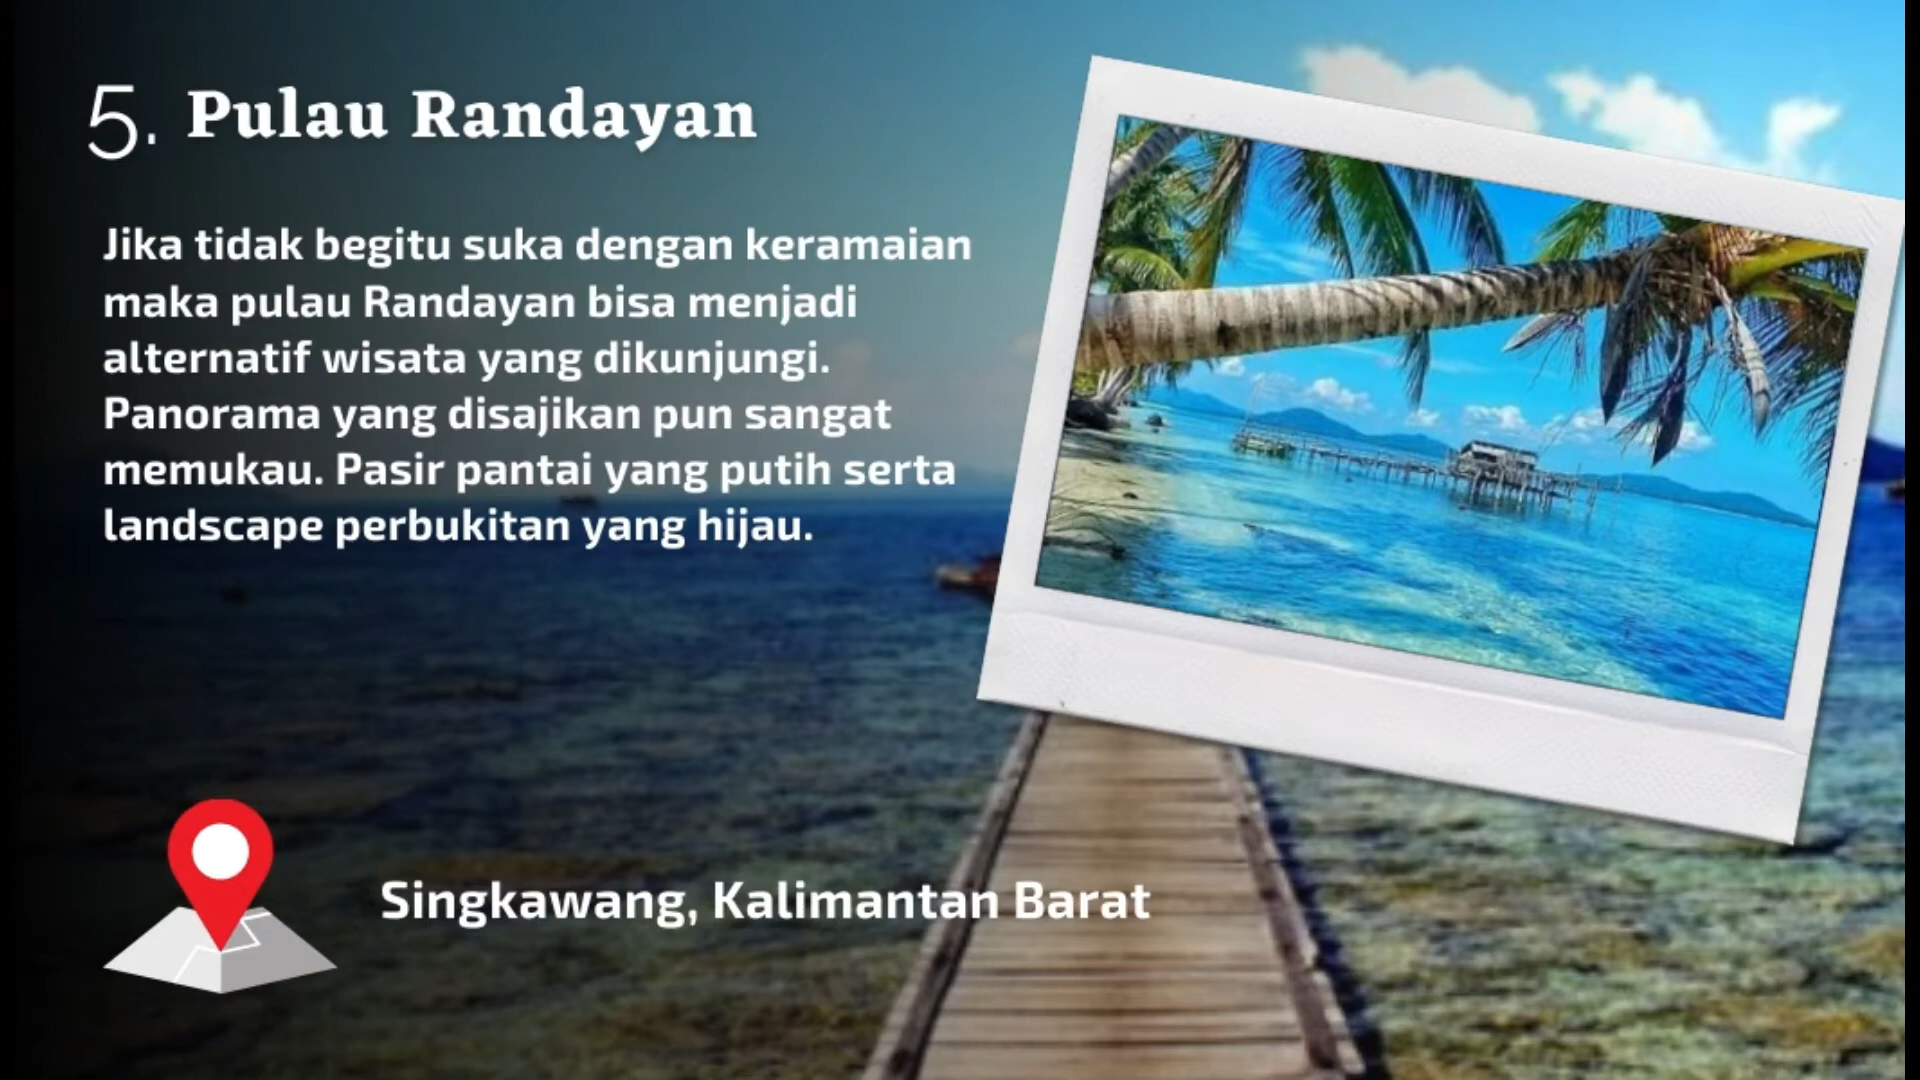 5. Pulau Randayan
Jika tidak begitu suka dengan keramaian
maka pulau Randayan bisa menjadi
alternatif wisata yang dikunjungi.
Panorama yang disajikan pun sangat
memukau. Pasir pantai yang putih serta
landscape perbukitan yang hijau.
Singkawang, Kalimantan Barat